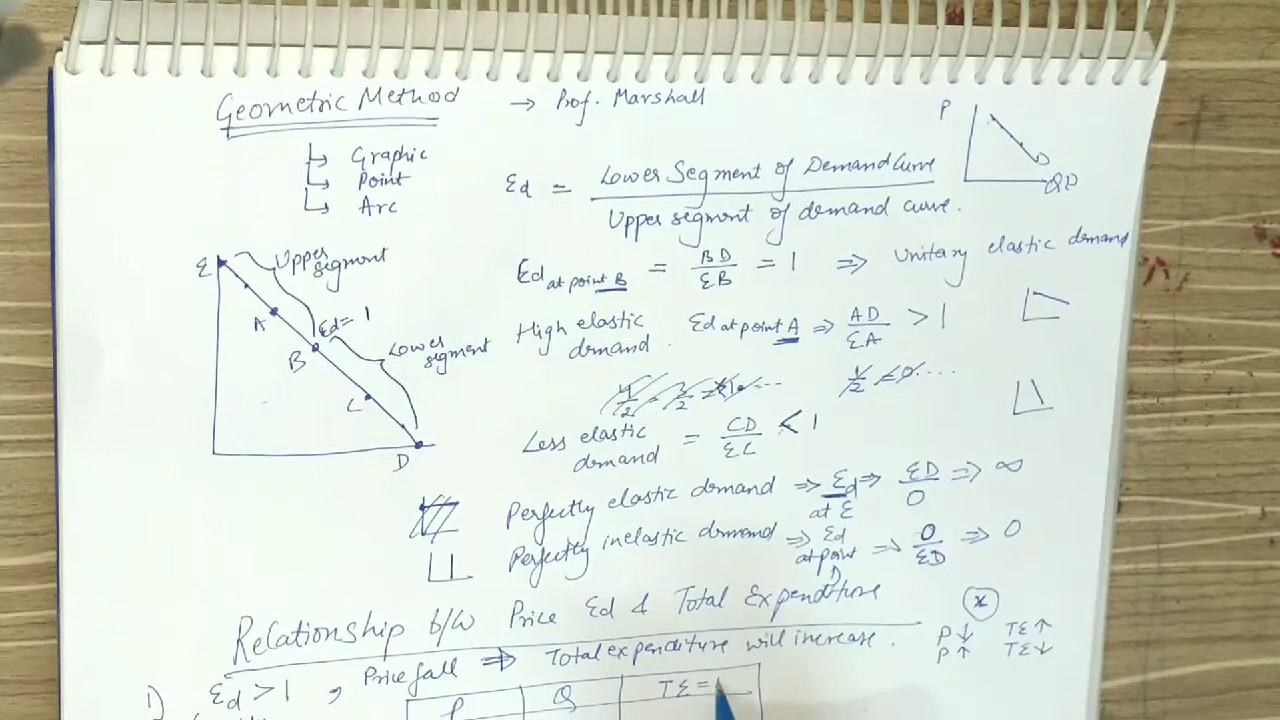 Geometric Method → Prof. Marshall
Graphic
Point
Arc
Ed = Lower Segment of Demand Curve
Upper segment of demand curve.
P
D
QD
E
Upper segment
A
Ed = 1
B
Lower segment
C
D
Ed at point B = BD/EB = 1 ⇒ Unitary elastic demand
High elastic demand. Ed at point A ⇒ AD/EA > 1
Less elastic demand = CD/EC < 1
Perfectly elastic demand ⇒ Ed at E ⇒ ED/0 ⇒ ∞
Perfectly inelastic demand ⇒ Ed at point D ⇒ 0/ED ⇒ 0
Relationship b/w Price Ed & Total Expenditure
1) Ed > 1, Price fall ⇒ Total expenditure will increase.
P↓ TE↑
P↑ TE↓
P Q TE =